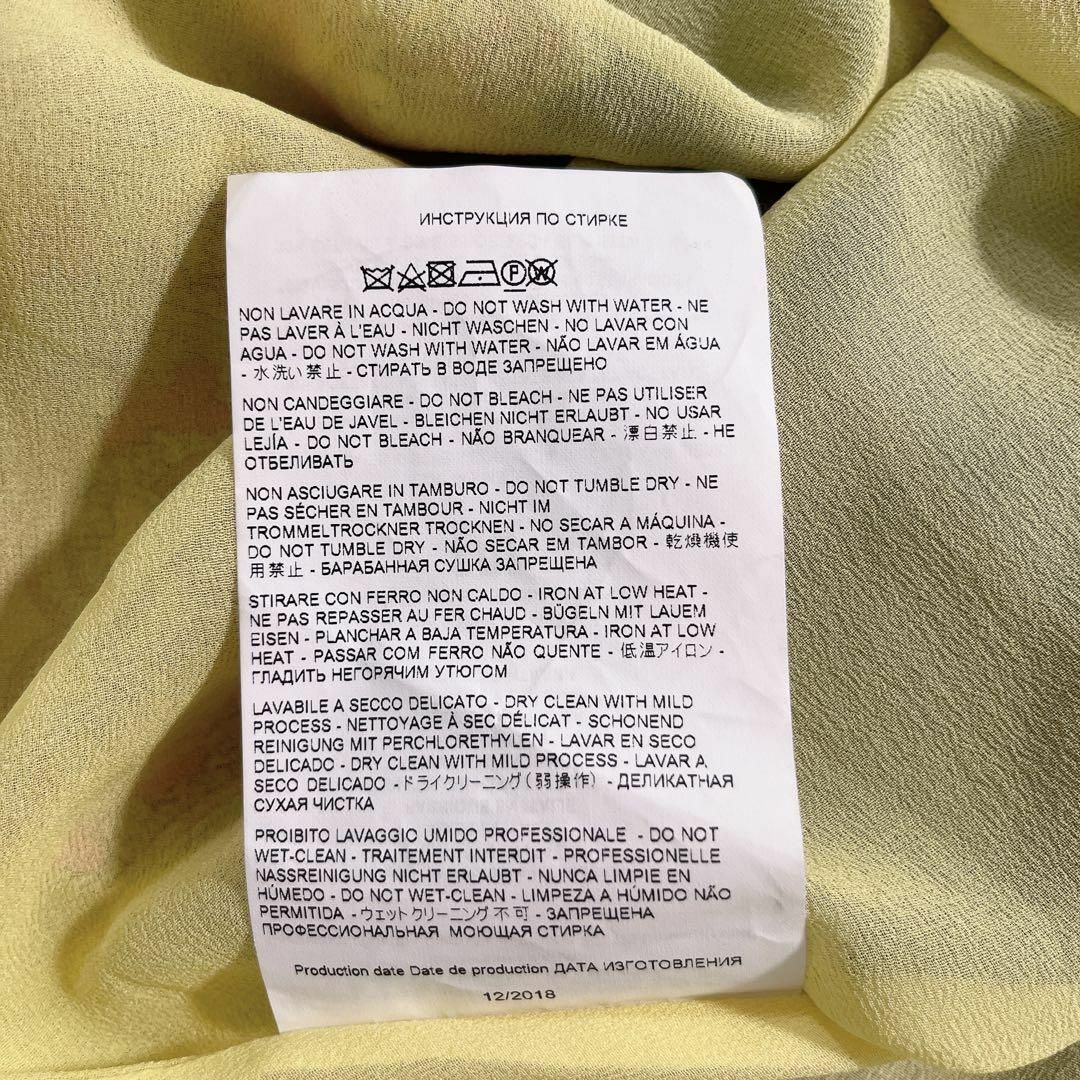 ИНСТРУКЦИЯ ПО СТИРКЕ
P W
NON LAVARE IN ACQUA - DO NOT WASH WITH WATER - NE
PAS LAVER À L'EAU - NICHT WASCHEN - NO LAVAR CON
AGUA - DO NOT WASH WITH WATER - NÃO LAVAR EM ÁGUA
- 水洗い禁止 - СТИРАТЬ В ВОДЕ ЗАПРЕЩЕНО
NON CANDEGGIARE - DO NOT BLEACH - NE PAS UTILISER
DE L'EAU DE JAVEL - BLEICHEN NICHT ERLAUBT - NO USAR
LEJÍA - DO NOT BLEACH - NÃO BRANQUEAR - 漂白禁止 - НЕ
ОТБЕЛИВАТЬ
NON ASCIUGARE IN TAMBURO - DO NOT TUMBLE DRY - NE
PAS SÉCHER EN TAMBOUR - NICHT IM
TROMMELTROCKNER TROCKNEN - NO SECAR A MÁQUINA -
DO NOT TUMBLE DRY - NÃO SECAR EM TAMBOR - 乾燥機使
用禁止 - БАРАБАННАЯ СУШКА ЗАПРЕЩЕНА
STIRARE CON FERRO NON CALDO - IRON AT LOW HEAT -
NE PAS REPASSER AU FER CHAUD - BÜGELN MIT LAUEM
EISEN - PLANCHAR A BAJA TEMPERATURA - IRON AT LOW
HEAT - PASSAR COM FERRO NÃO QUENTE - 低温アイロン -
ГЛАДИТЬ НЕГОРЯЧИМ УТЮГОМ
LAVABILE A SECCO DELICATO - DRY CLEAN WITH MILD
PROCESS - NETTOYAGE À SEC DÉLICAT - SCHONEND
REINIGUNG MIT PERCHLORETHYLEN - LAVAR EN SECO
DELICADO - DRY CLEAN WITH MILD PROCESS - LAVAR A
SECO DELICADO - ドライクリーニング(弱操作) - ДЕЛИКАТНАЯ
СУХАЯ ЧИСТКА
PROIBITO LAVAGGIO UMIDO PROFESSIONALE - DO NOT
WET-CLEAN - TRAITEMENT INTERDIT - PROFESSIONELLE
NASSREINIGUNG NICHT ERLAUBT - NUNCA LIMPIE EN
HÚMEDO - DO NOT WET-CLEAN - LIMPEZA A HÚMIDO NÃO
PERMITIDA - ウェットクリーニング不可 - ЗАПРЕЩЕНА
ПРОФЕССИОНАЛЬНАЯ МОЮЩАЯ СТИРКА
Production date Date de production ДАТА ИЗГОТОВЛЕНИЯ
12/2018